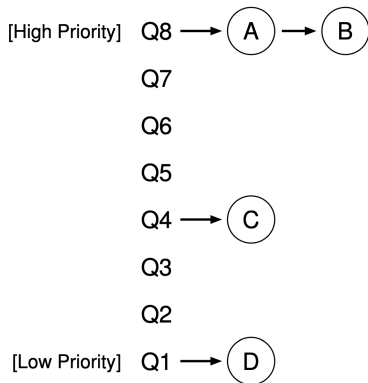 [High Priority] Q8 A B
Q7
Q6
Q5
Q4 C
Q3
Q2
[Low Priority] Q1 D